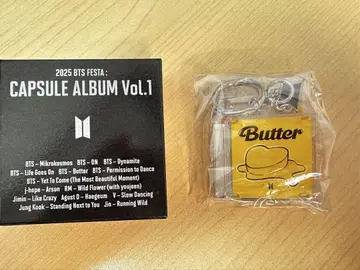 2025 BTS FESTA :
CAPSULE ALBUM Vol.1
BTS – Mikrokosmos BTS – ON BTS – Dynamite
BTS – Life Goes On BTS – Butter BTS – Permission to Dance
BTS – Yet To Come (The Most Beautiful Moment)
j-hope – Arson RM – Wild Flower (with youjeen)
Jimin – Like Crazy Agust D – Haegeum V – Slow Dancing
Jung Kook – Standing Next to You Jin – Running Wild
Butter